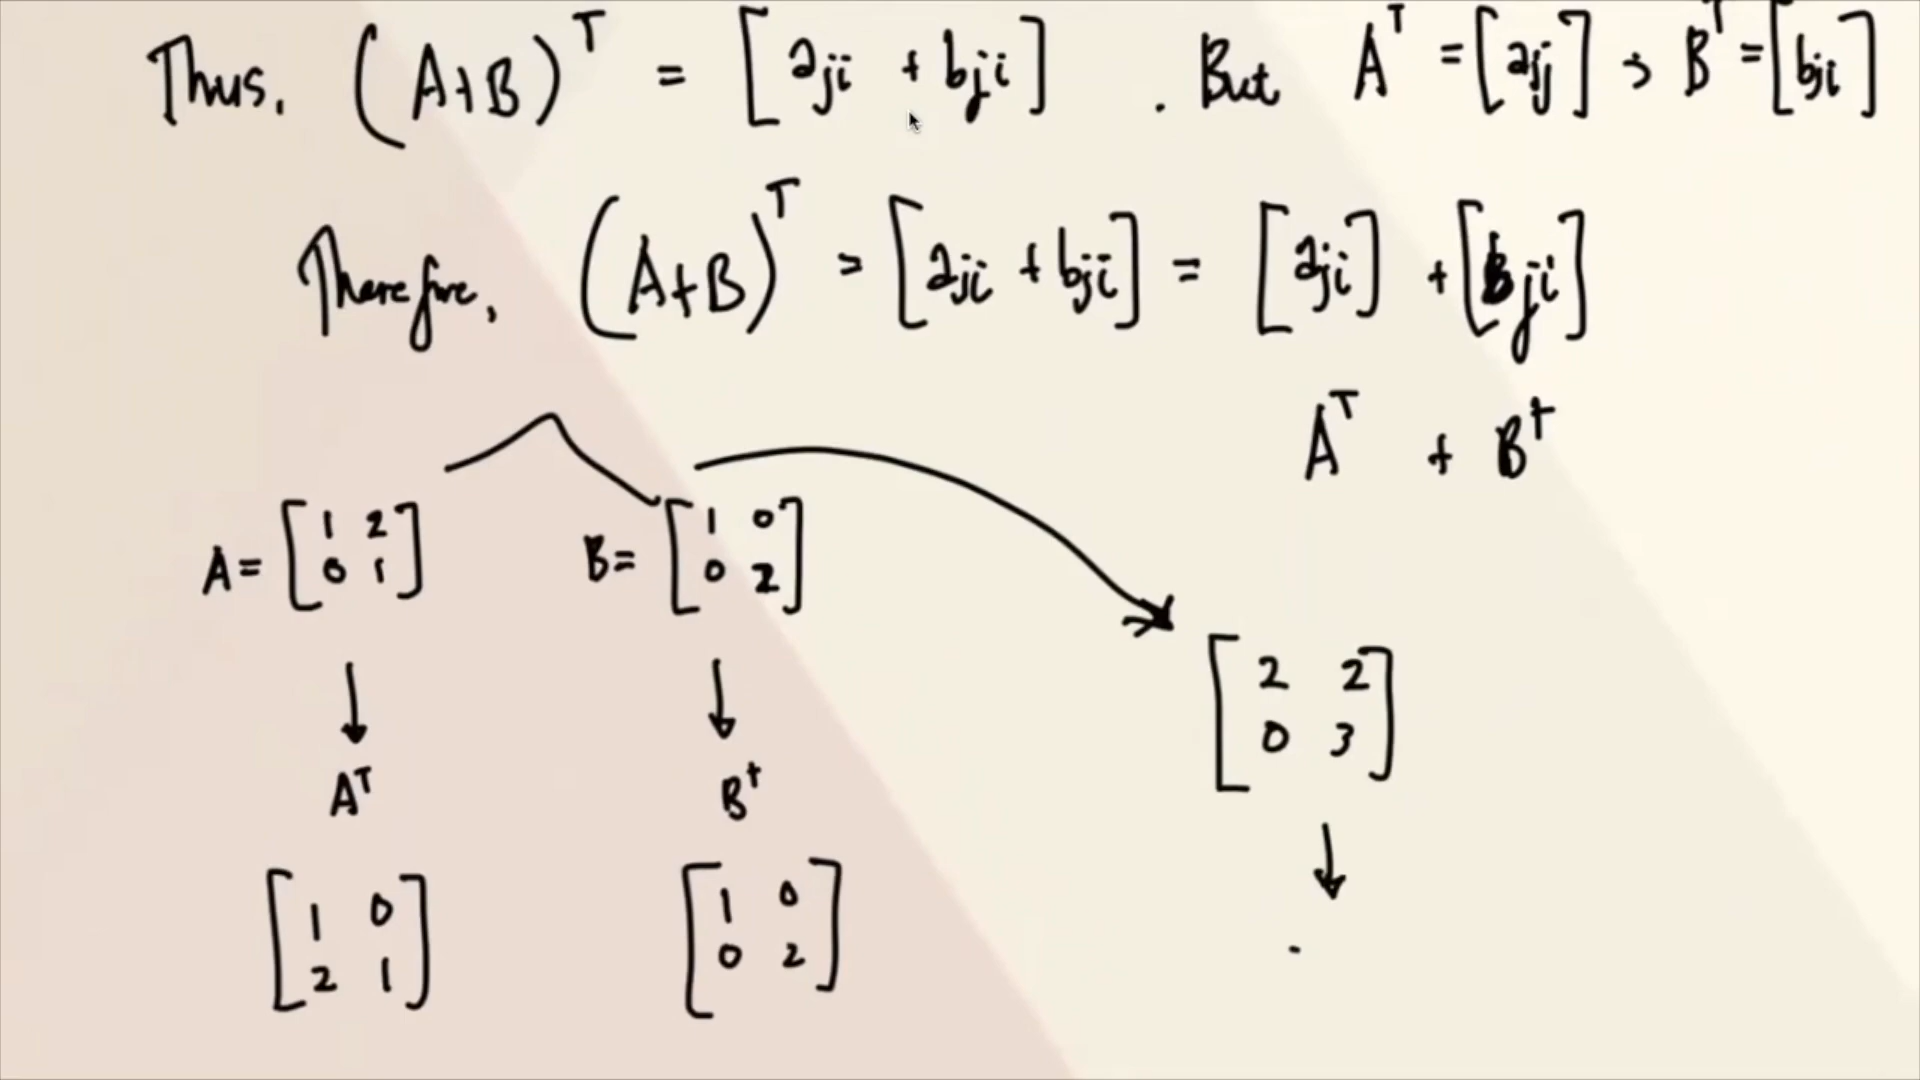 Thus, (A+B)^T = [a_ji + b_ji] . But A^T = [a_ij] , B^T = [b_ji]
Therefore, (A+B)^T = [a_ji + b_ji] = [a_ji] + [b_ji]
A^T + B^T
A = [1 2
0 1]
B = [1 0
0 2]
[2 2
0 3]
A^T
B^T
[1 0
2 1]
[1 0
0 2]